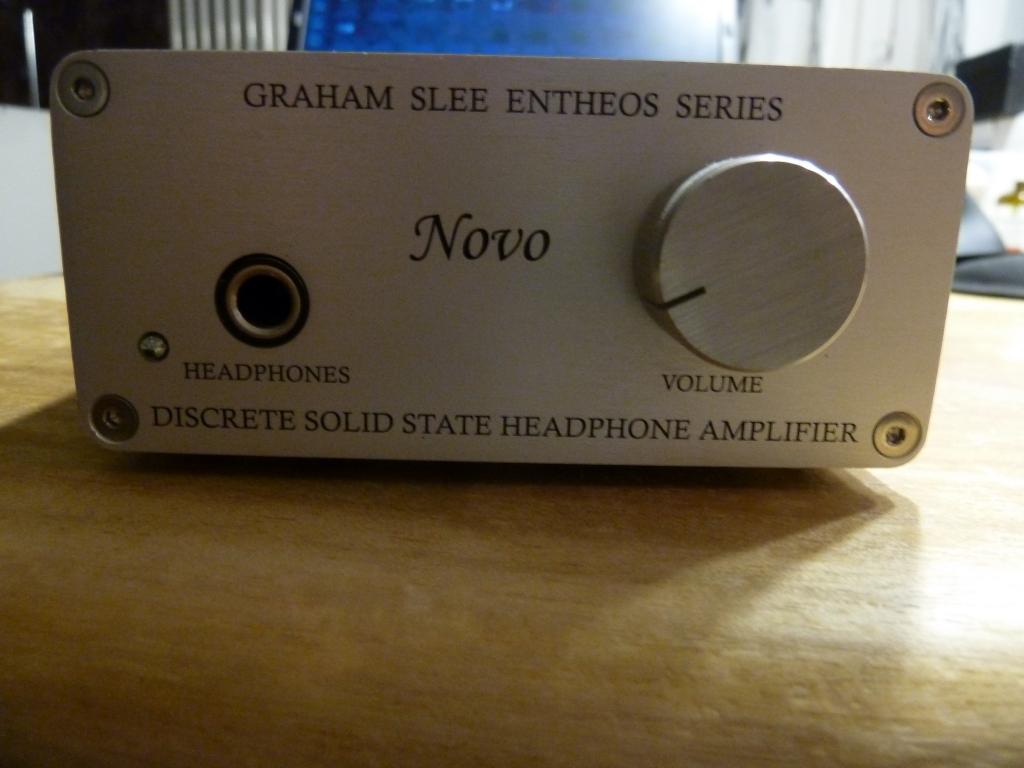 GRAHAM SLEE ENTHEOS SERIES
Novo
HEADPHONES
VOLUME
DISCRETE SOLID STATE HEADPHONE AMPLIFIER